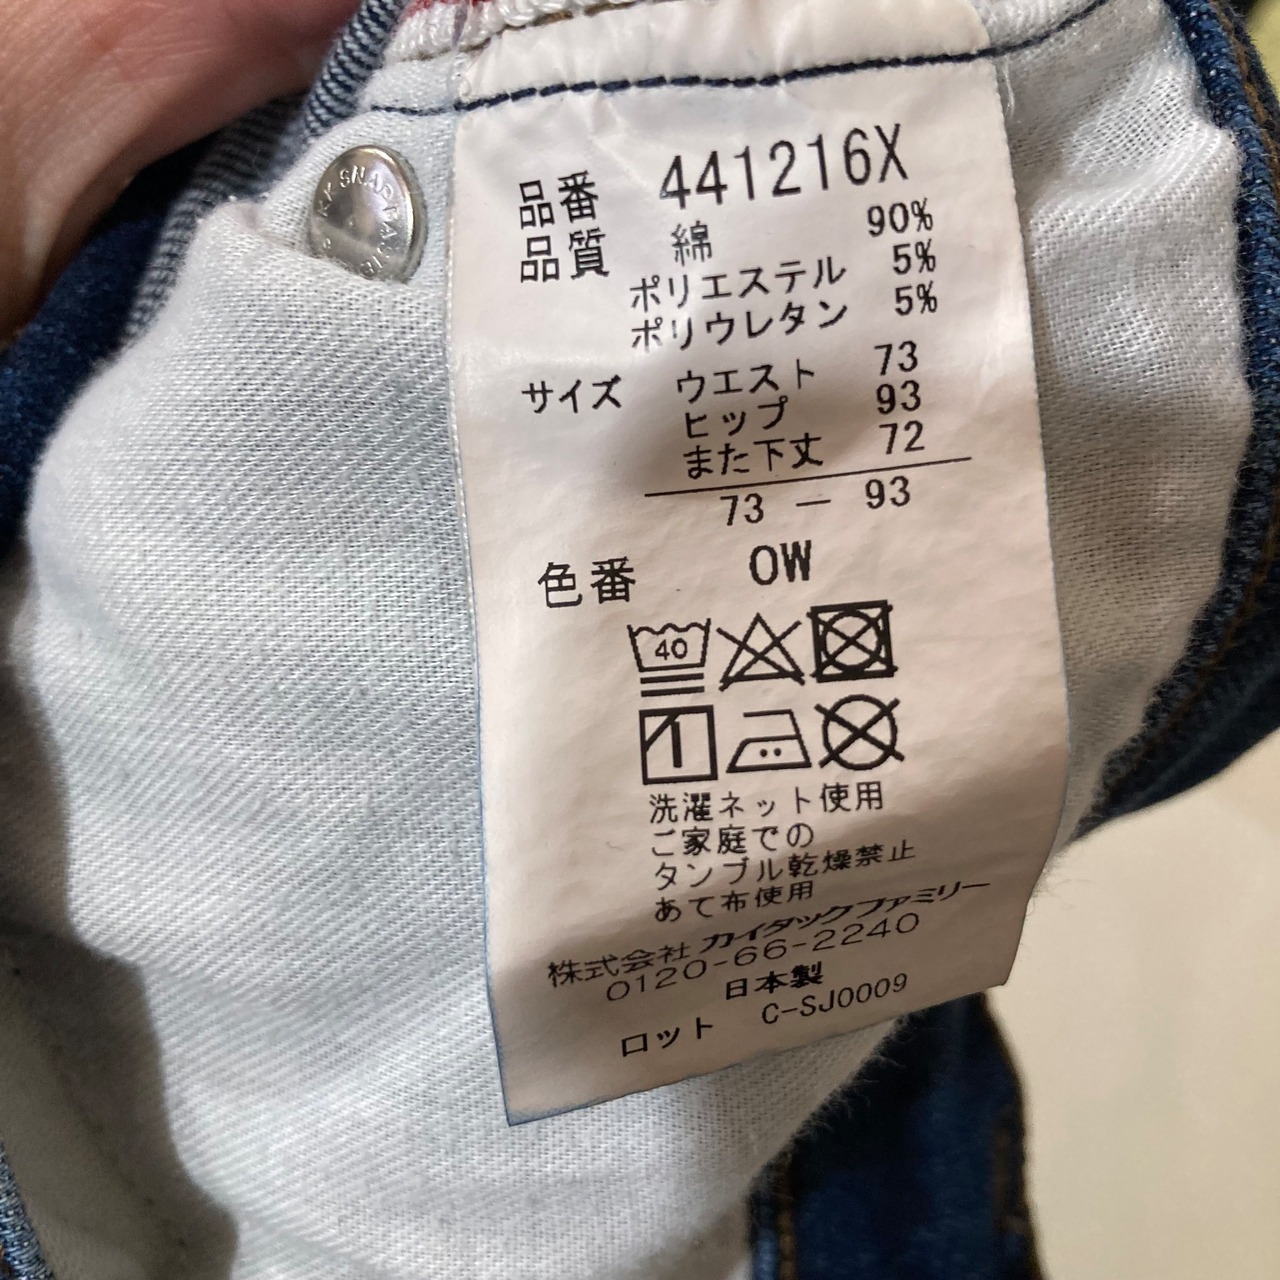 品番 441216X
品質 綿 90%
ポリエステル 5%
ポリウレタン 5%
サイズ ウエスト 73
ヒップ 93
また下丈 72
73 － 93
色番 OW
40
洗濯ネット使用
ご家庭での
タンブル乾燥禁止
あて布使用
株式会社 カイタックファミリー
0120-66-2240
日本製
ロット C-SJ0009